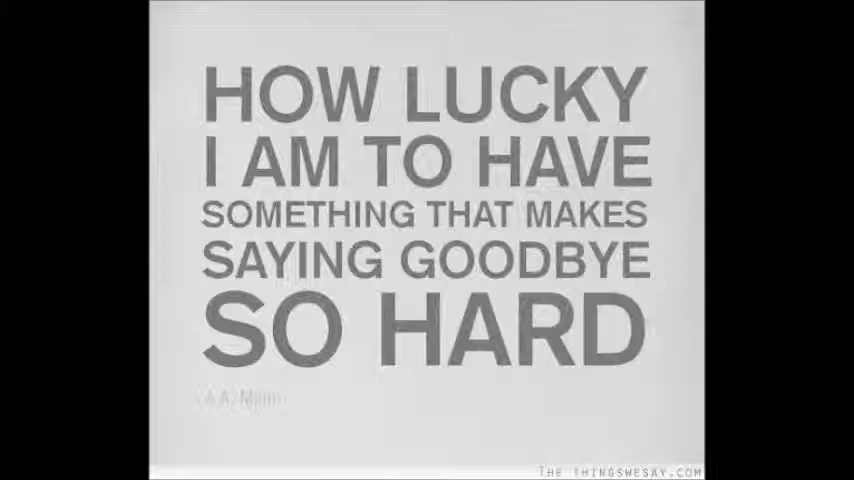 HOW LUCKY
I AM TO HAVE
SOMETHING THAT MAKES
SAYING GOODBYE
SO HARD
THE THINGSWESAY.COM